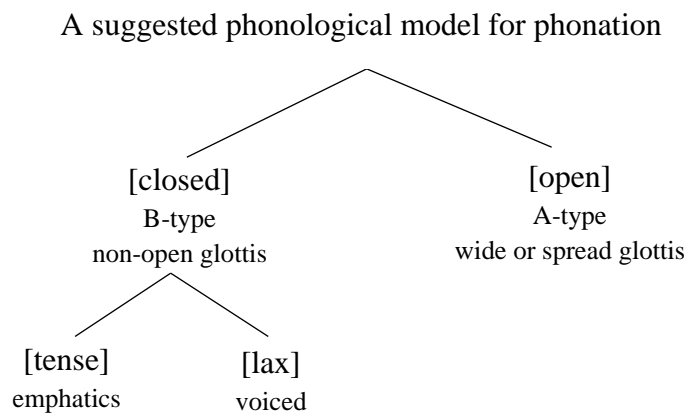 A suggested phonological model for phonation
[closed]
B-type
non-open glottis
[open]
A-type
wide or spread glottis
[tense]
emphatics
[lax]
voiced